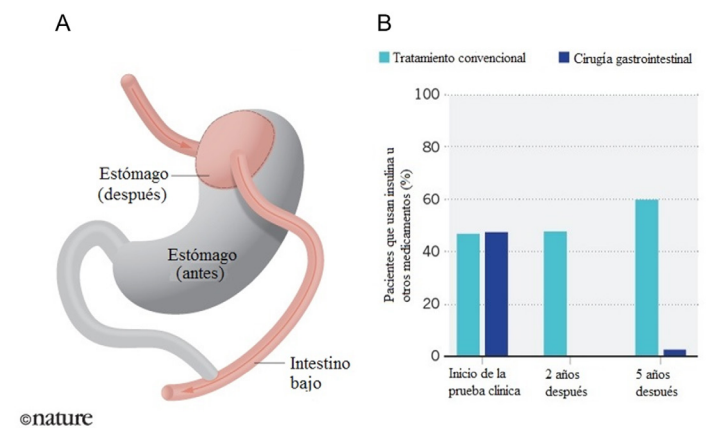 A
B
Tratamiento convencional
Cirugía gastrointestinal
Estómago
(después)
Estómago
(antes)
Intestino
bajo
©nature
Pacientes que usan insulina u
otros medicamentos (%)
100
80
60
40
20
0
Inicio de la
prueba clinica
2 años
después
5 años
después